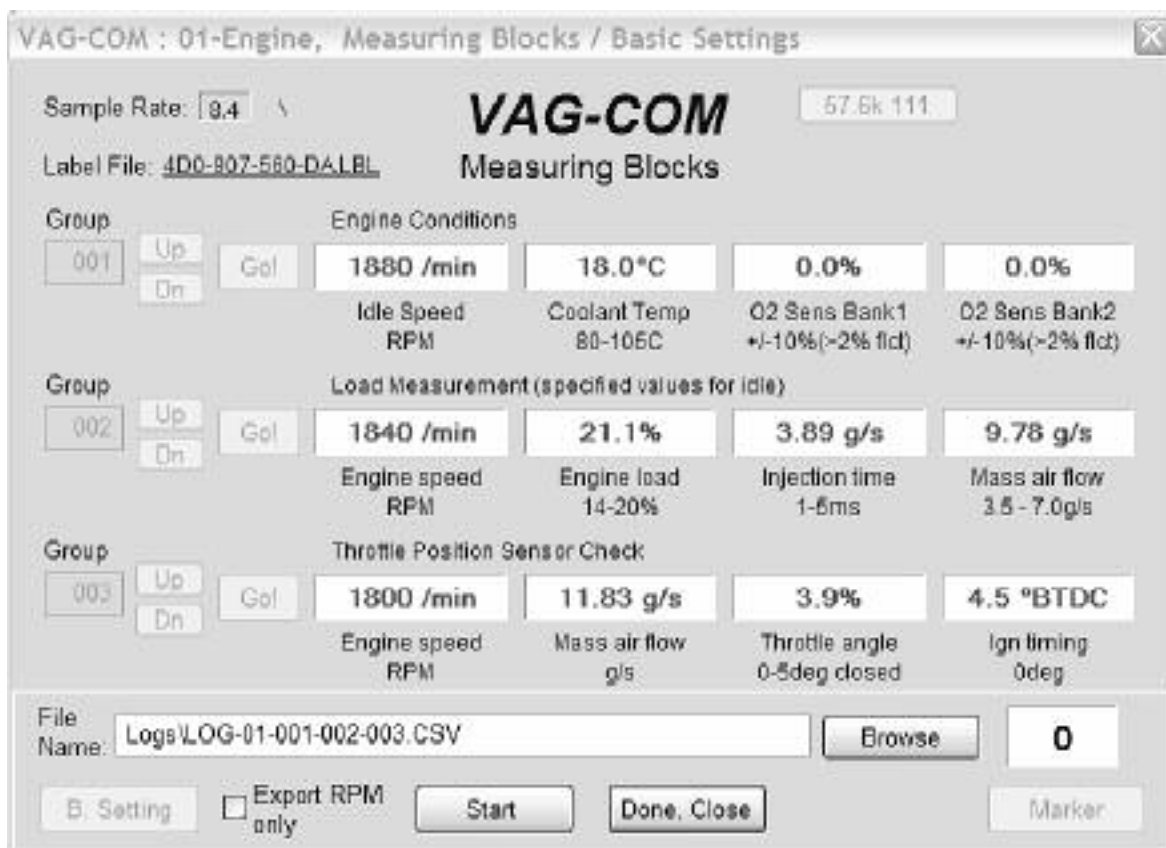 VAG-COM : 01-Engine, Measuring Blocks / Basic Settings
Sample Rate: 8.4 \
VAG-COM
57.6k 111
Label File: 4D0-907-560-DA.LBL
Measuring Blocks
Group
Engine Conditions
001 Up Dn Go! 1880 /min 18.0°C 0.0% 0.0%
Idle Speed Coolant Temp O2 Sens Bank1 O2 Sens Bank2
RPM 80-105C +/-10%(>2% flct) +/-10%(>2% flct)
Group
Load Measurement (specified values for idle)
002 Up Dn Go! 1840 /min 21.1% 3.89 g/s 9.78 g/s
Engine speed Engine load Injection time Mass air flow
RPM 14-20% 1-5ms 3.5 - 7.0g/s
Group
Throttle Position Sensor Check
003 Up Dn Go! 1800 /min 11.83 g/s 3.9% 4.5 °BTDC
Engine speed Mass air flow Throttle angle Ign timing
RPM g/s 0-5deg closed 0deg
File Name: Logs\LOG-01-001-002-003.CSV Browse 0
B. Setting Export RPM only Start Done, Close Marker